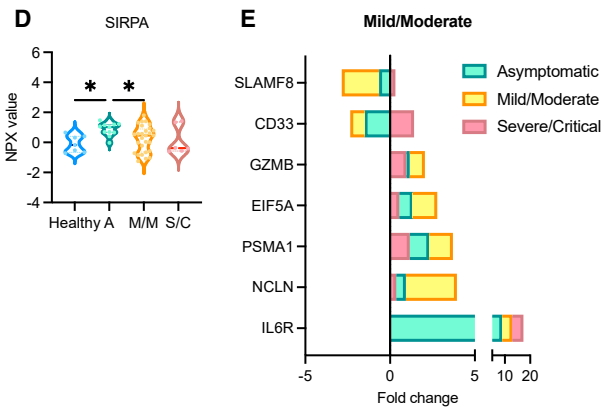 D
SIRPA
NPX value
6
4
2
0
-2
-4
*
*
Healthy A M/M S/C
E
Mild/Moderate
SLAMF8
CD33
GZMB
EIF5A
PSMA1
NCLN
IL6R
Asymptomatic
Mild/Moderate
Severe/Critical
-5 0 5 10 20
Fold change